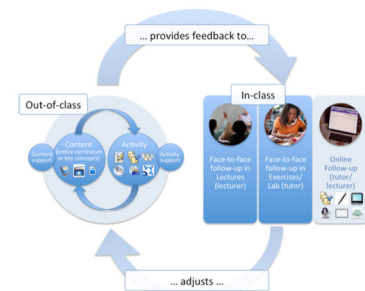 ... provides feedback to...
Out-of-class
In-class
Content
(entire curriculum
or key concepts)
Activity
Content
support
Activity
support
Face-to-face
follow-up in
Lectures
(lecturer)
Face-to-face
follow-up in
Exercises/
Lab (tutor)
Online
Follow-up
(tutor/
lecturer)
... adjusts ...